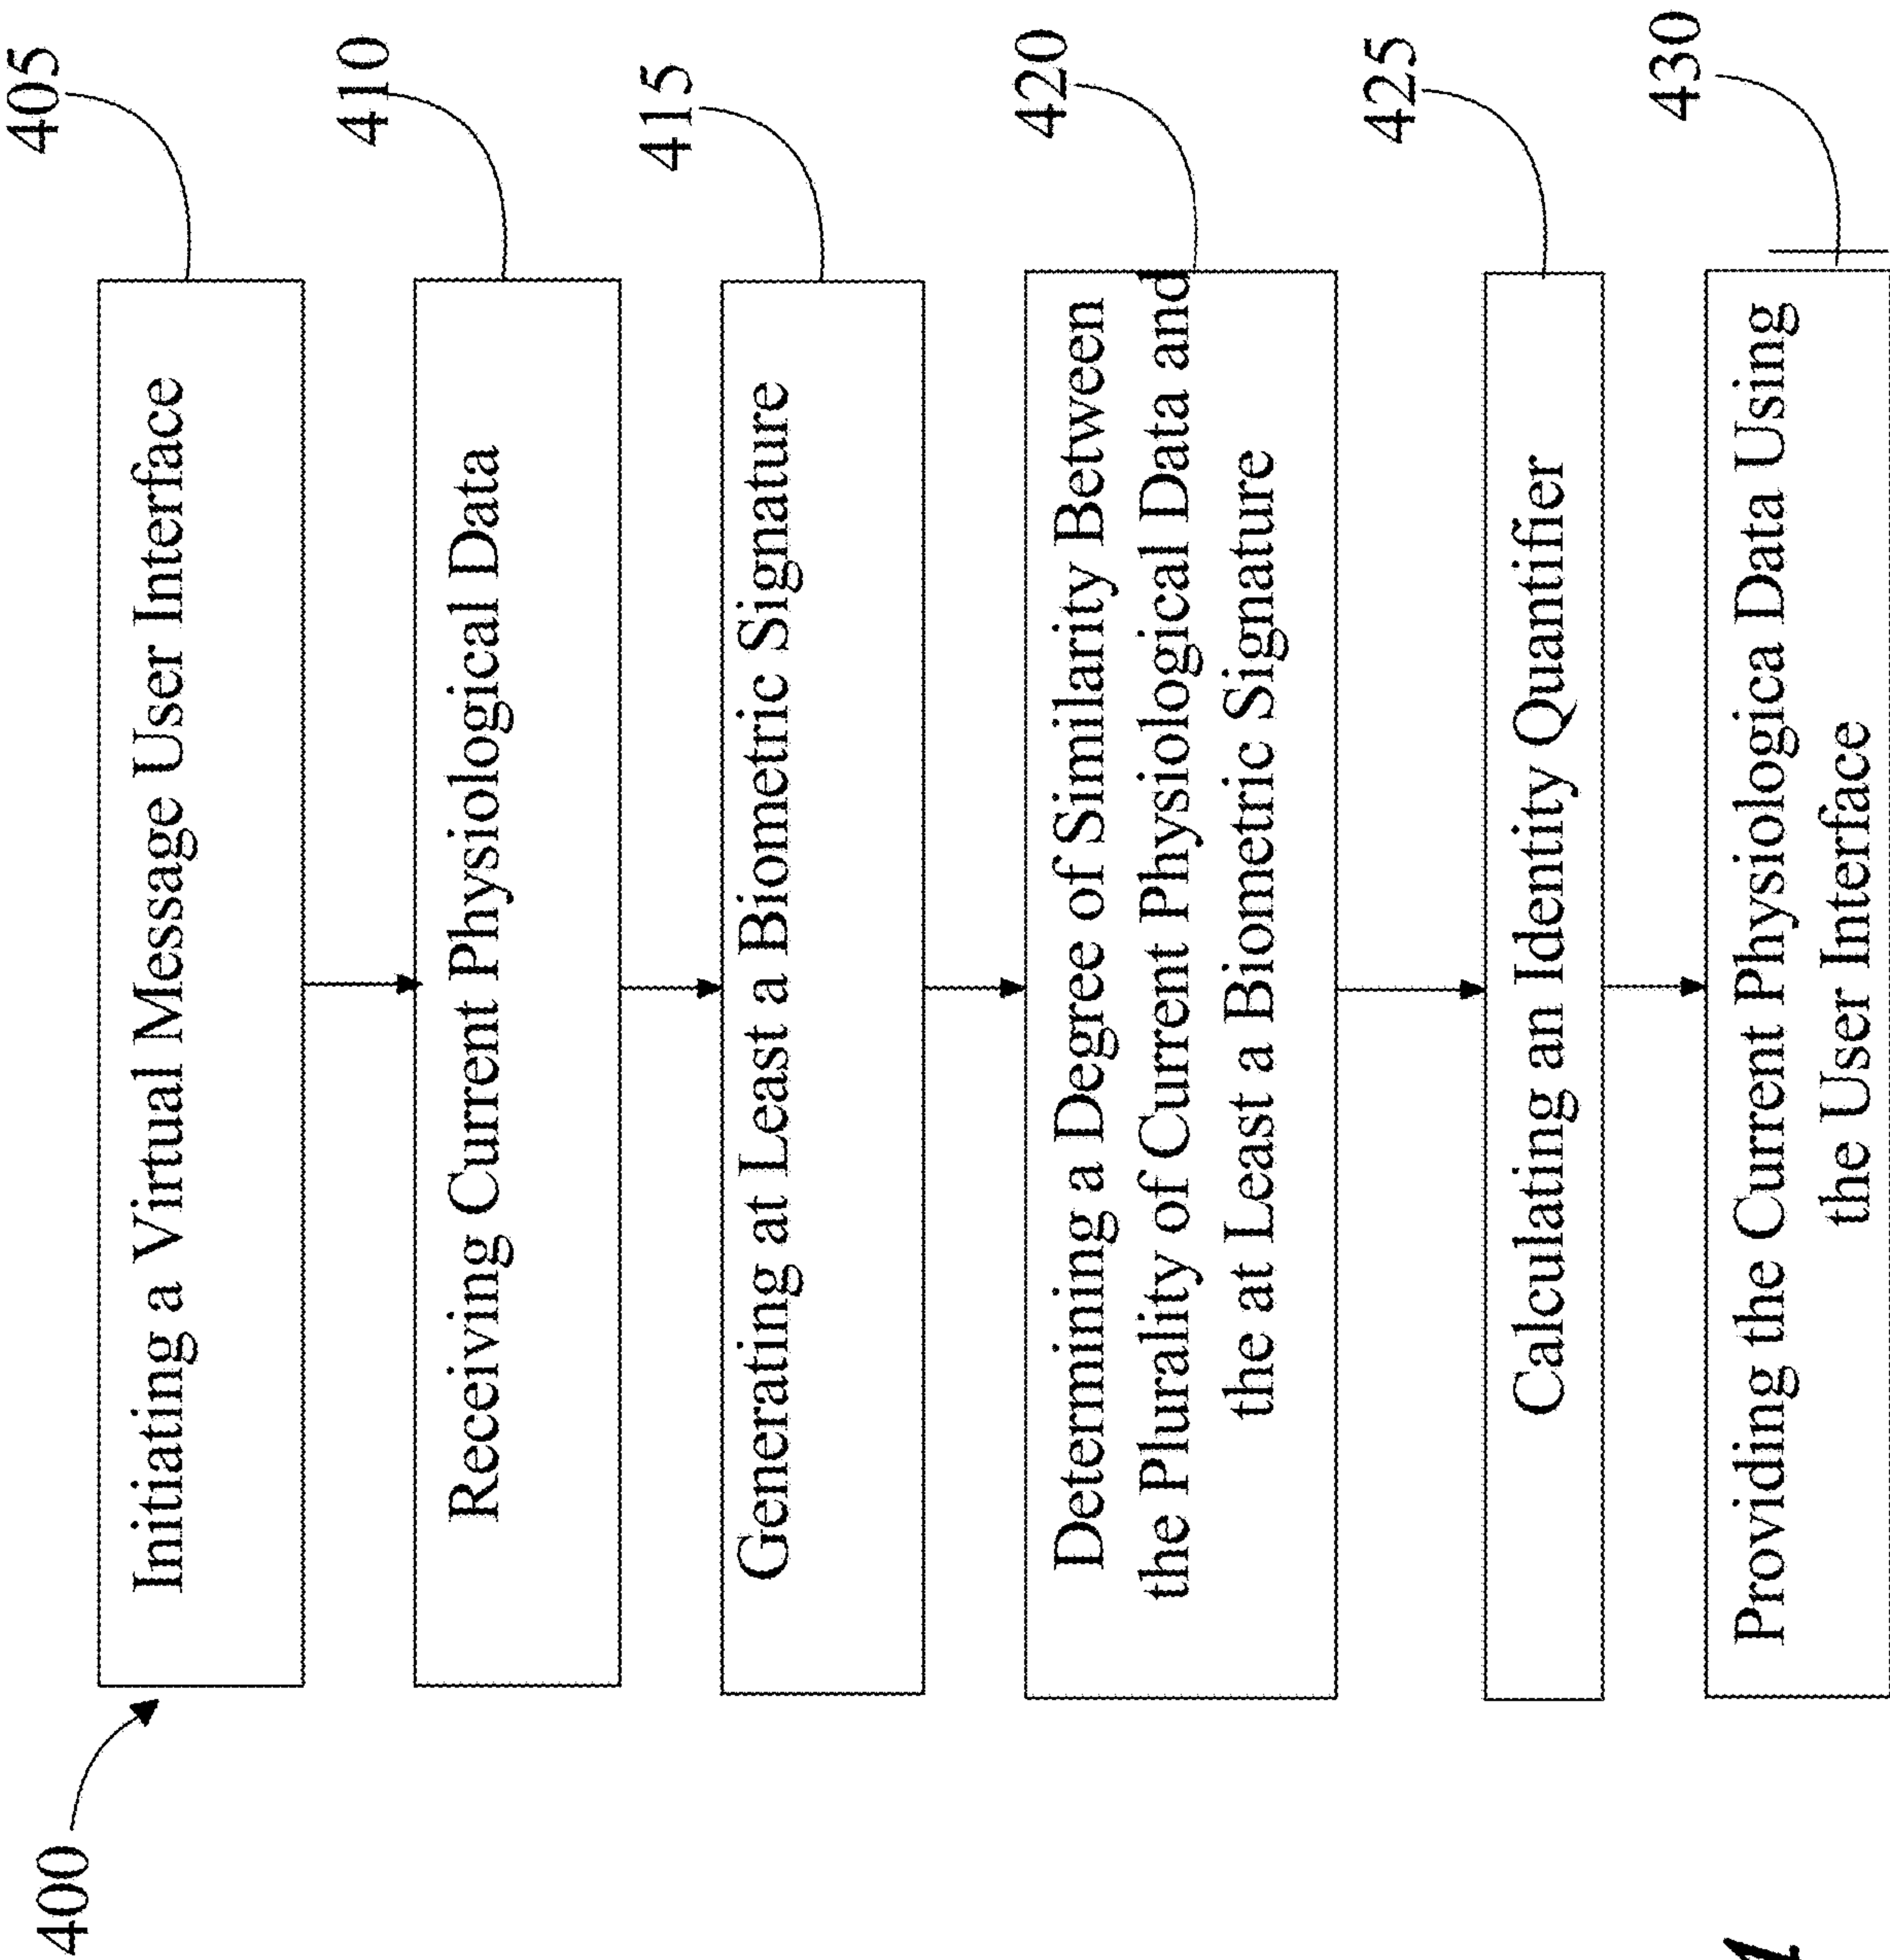 400
405
Initiating a Virtual Message User Interface
410
Receiving Current Physiological Data
415
Generating at Least a Biometric Signature
420
Determining a Degree of Similarity Between
the Plurality of Current Physiological Data and
the at Least a Biometric Signature
425
Calculating an Identity Quantifier
430
Providing the Current Physiologica Data Using
the User Interface